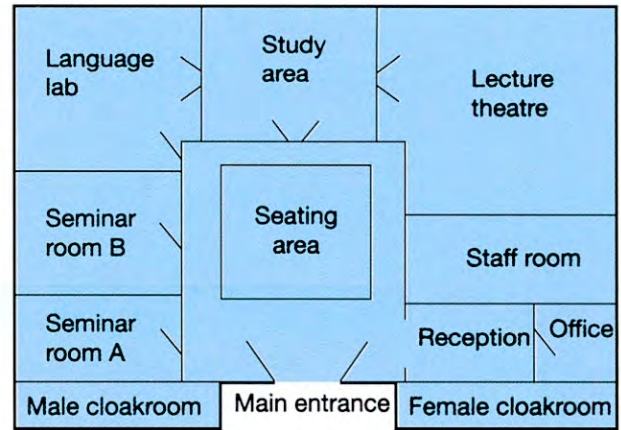 Language
lab
Study
area
Lecture
theatre
Seminar
room B
Seating
area
Staff room
Seminar
room A
Reception
Office
Male cloakroom
Main entrance
Female cloakroom